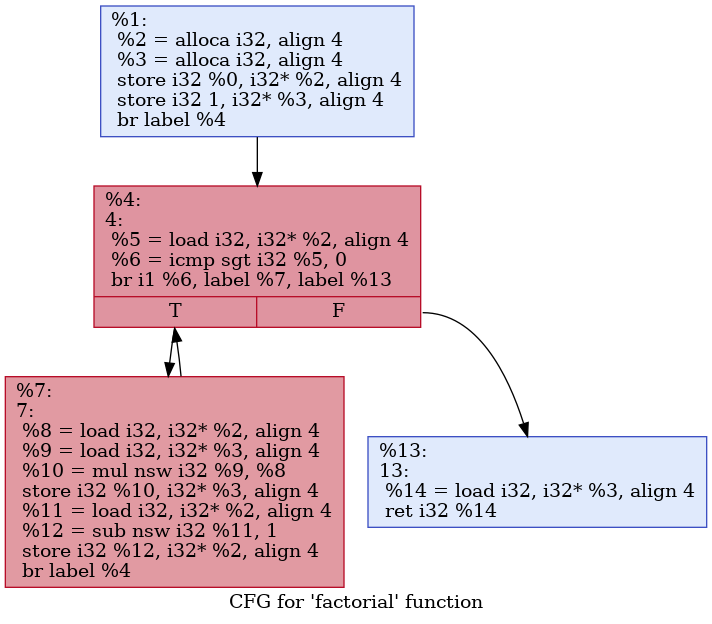 %1:
%2 = alloca i32, align 4
%3 = alloca i32, align 4
store i32 %0, i32* %2, align 4
store i32 1, i32* %3, align 4
br label %4
%4:
4:
%5 = load i32, i32* %2, align 4
%6 = icmp sgt i32 %5, 0
br i1 %6, label %7, label %13
T F
%7:
7:
%8 = load i32, i32* %2, align 4
%9 = load i32, i32* %3, align 4
%10 = mul nsw i32 %9, %8
store i32 %10, i32* %3, align 4
%11 = load i32, i32* %2, align 4
%12 = sub nsw i32 %11, 1
store i32 %12, i32* %2, align 4
br label %4
%13:
13:
%14 = load i32, i32* %3, align 4
ret i32 %14
CFG for 'factorial' function